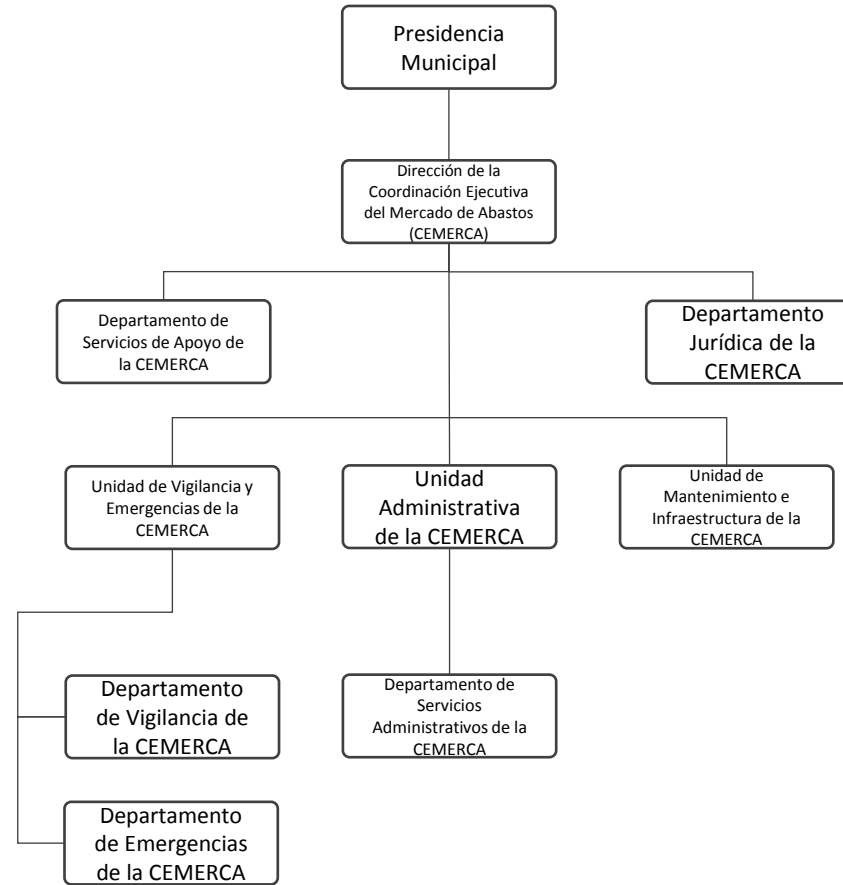 Presidencia
Municipal
Dirección de la
Coordinación Ejecutiva
del Mercado de Abastos
(CEMERCA)
Departamento de
Servicios de Apoyo de
la CEMERCA
Departamento
Jurídica de la
CEMERCA
Unidad de Vigilancia y
Emergencias de la
CEMERCA
Unidad
Administrativa
de la CEMERCA
Unidad de
Mantenimiento e
Infraestructura de la
CEMERCA
Departamento
de Vigilancia de
la CEMERCA
Departamento de
Servicios
Administrativos de la
CEMERCA
Departamento
de Emergencias
de la CEMERCA